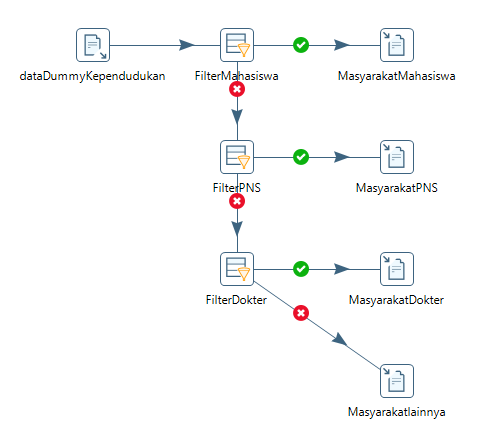 dataDummyKependudukan
FilterMahasiswa
MasyarakatMahasiswa
FilterPNS
MasyarakatPNS
FilterDokter
MasyarakatDokter
Masyarakatlainnya